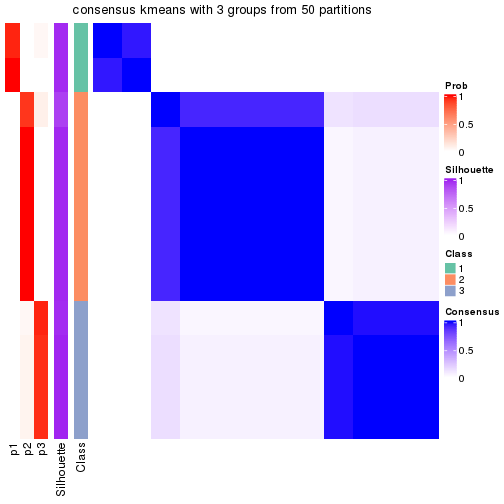 consensus kmeans with 3 groups from 50 partitions
Prob
1
0.5
0
Silhouette
1
0.5
0
Class
1
2
3
Consensus
1
0.5
0
p1
p2
p3
Silhouette
Class